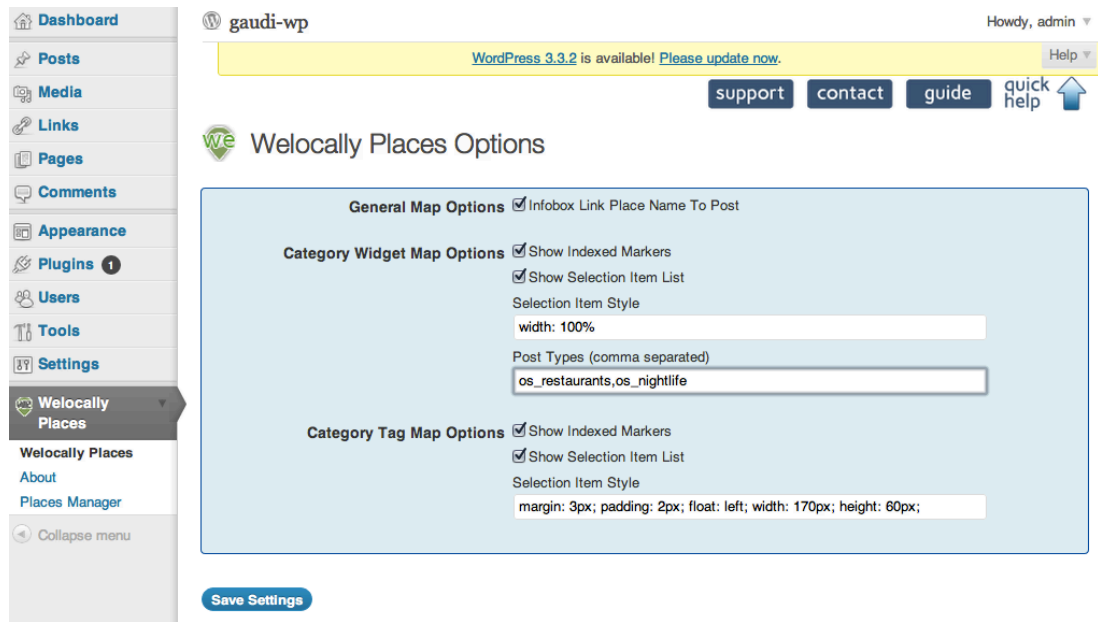 Dashboard
Posts
Media
Links
Pages
Comments
Appearance
Plugins 1
Users
Tools
Settings
Welocally
Places
Welocally Places
About
Places Manager
Collapse menu
gaudi-wp
Howdy, admin
WordPress 3.3.2 is available! Please update now.
Help
support
contact
guide
quick
help
we
Welocally Places Options
General Map Options Infobox Link Place Name To Post
Category Widget Map Options Show Indexed Markers
Show Selection Item List
Selection Item Style
width: 100%
Post Types (comma separated)
os_restaurants,os_nightlife
Category Tag Map Options Show Indexed Markers
Show Selection Item List
Selection Item Style
margin: 3px; padding: 2px; float: left; width: 170px; height: 60px;
Save Settings